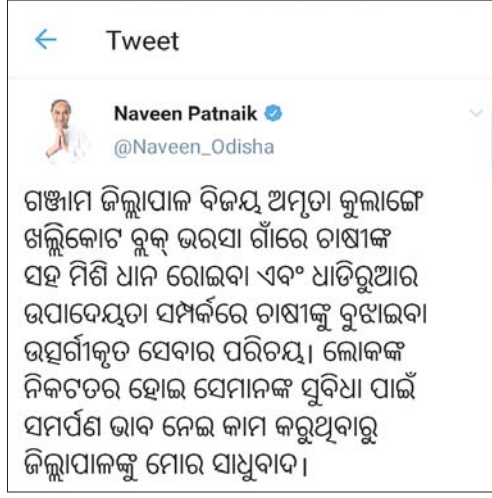 Tweet
Naveen Patnaik
@Naveen_Odisha
ଗଞ୍ଜାମ ଜିଲ୍ଲାପାଳ ବିଜୟ ଅମୃତା କୁଲାଙ୍ଗେ
ଖଲ୍ଲିକୋଟ ବ୍ଲକ୍ ଭରସା ଗାଁରେ ଚାଷୀଙ୍କ
ସହ ମିଶି ଧାନ ରୋଇବା ଏବଂ ଧାଡିରୁଆର
ଉପାଦେୟତା ସମ୍ପର୍କରେ ଚାଷୀଙ୍କୁ ବୁଝାଇବା
ଉତ୍ସର୍ଗୀକୃତ ସେବାର ପରିଚୟ। ଲୋକଙ୍କ
ନିକଟତର ହୋଇ ସେମାନଙ୍କ ସୁବିଧା ପାଇଁ
ସମର୍ପଣ ଭାବ ନେଇ କାମ କରୁଥିବାରୁ
ଜିଲ୍ଲାପାଳଙ୍କୁ ମୋର ସାଧୁବାଦ।